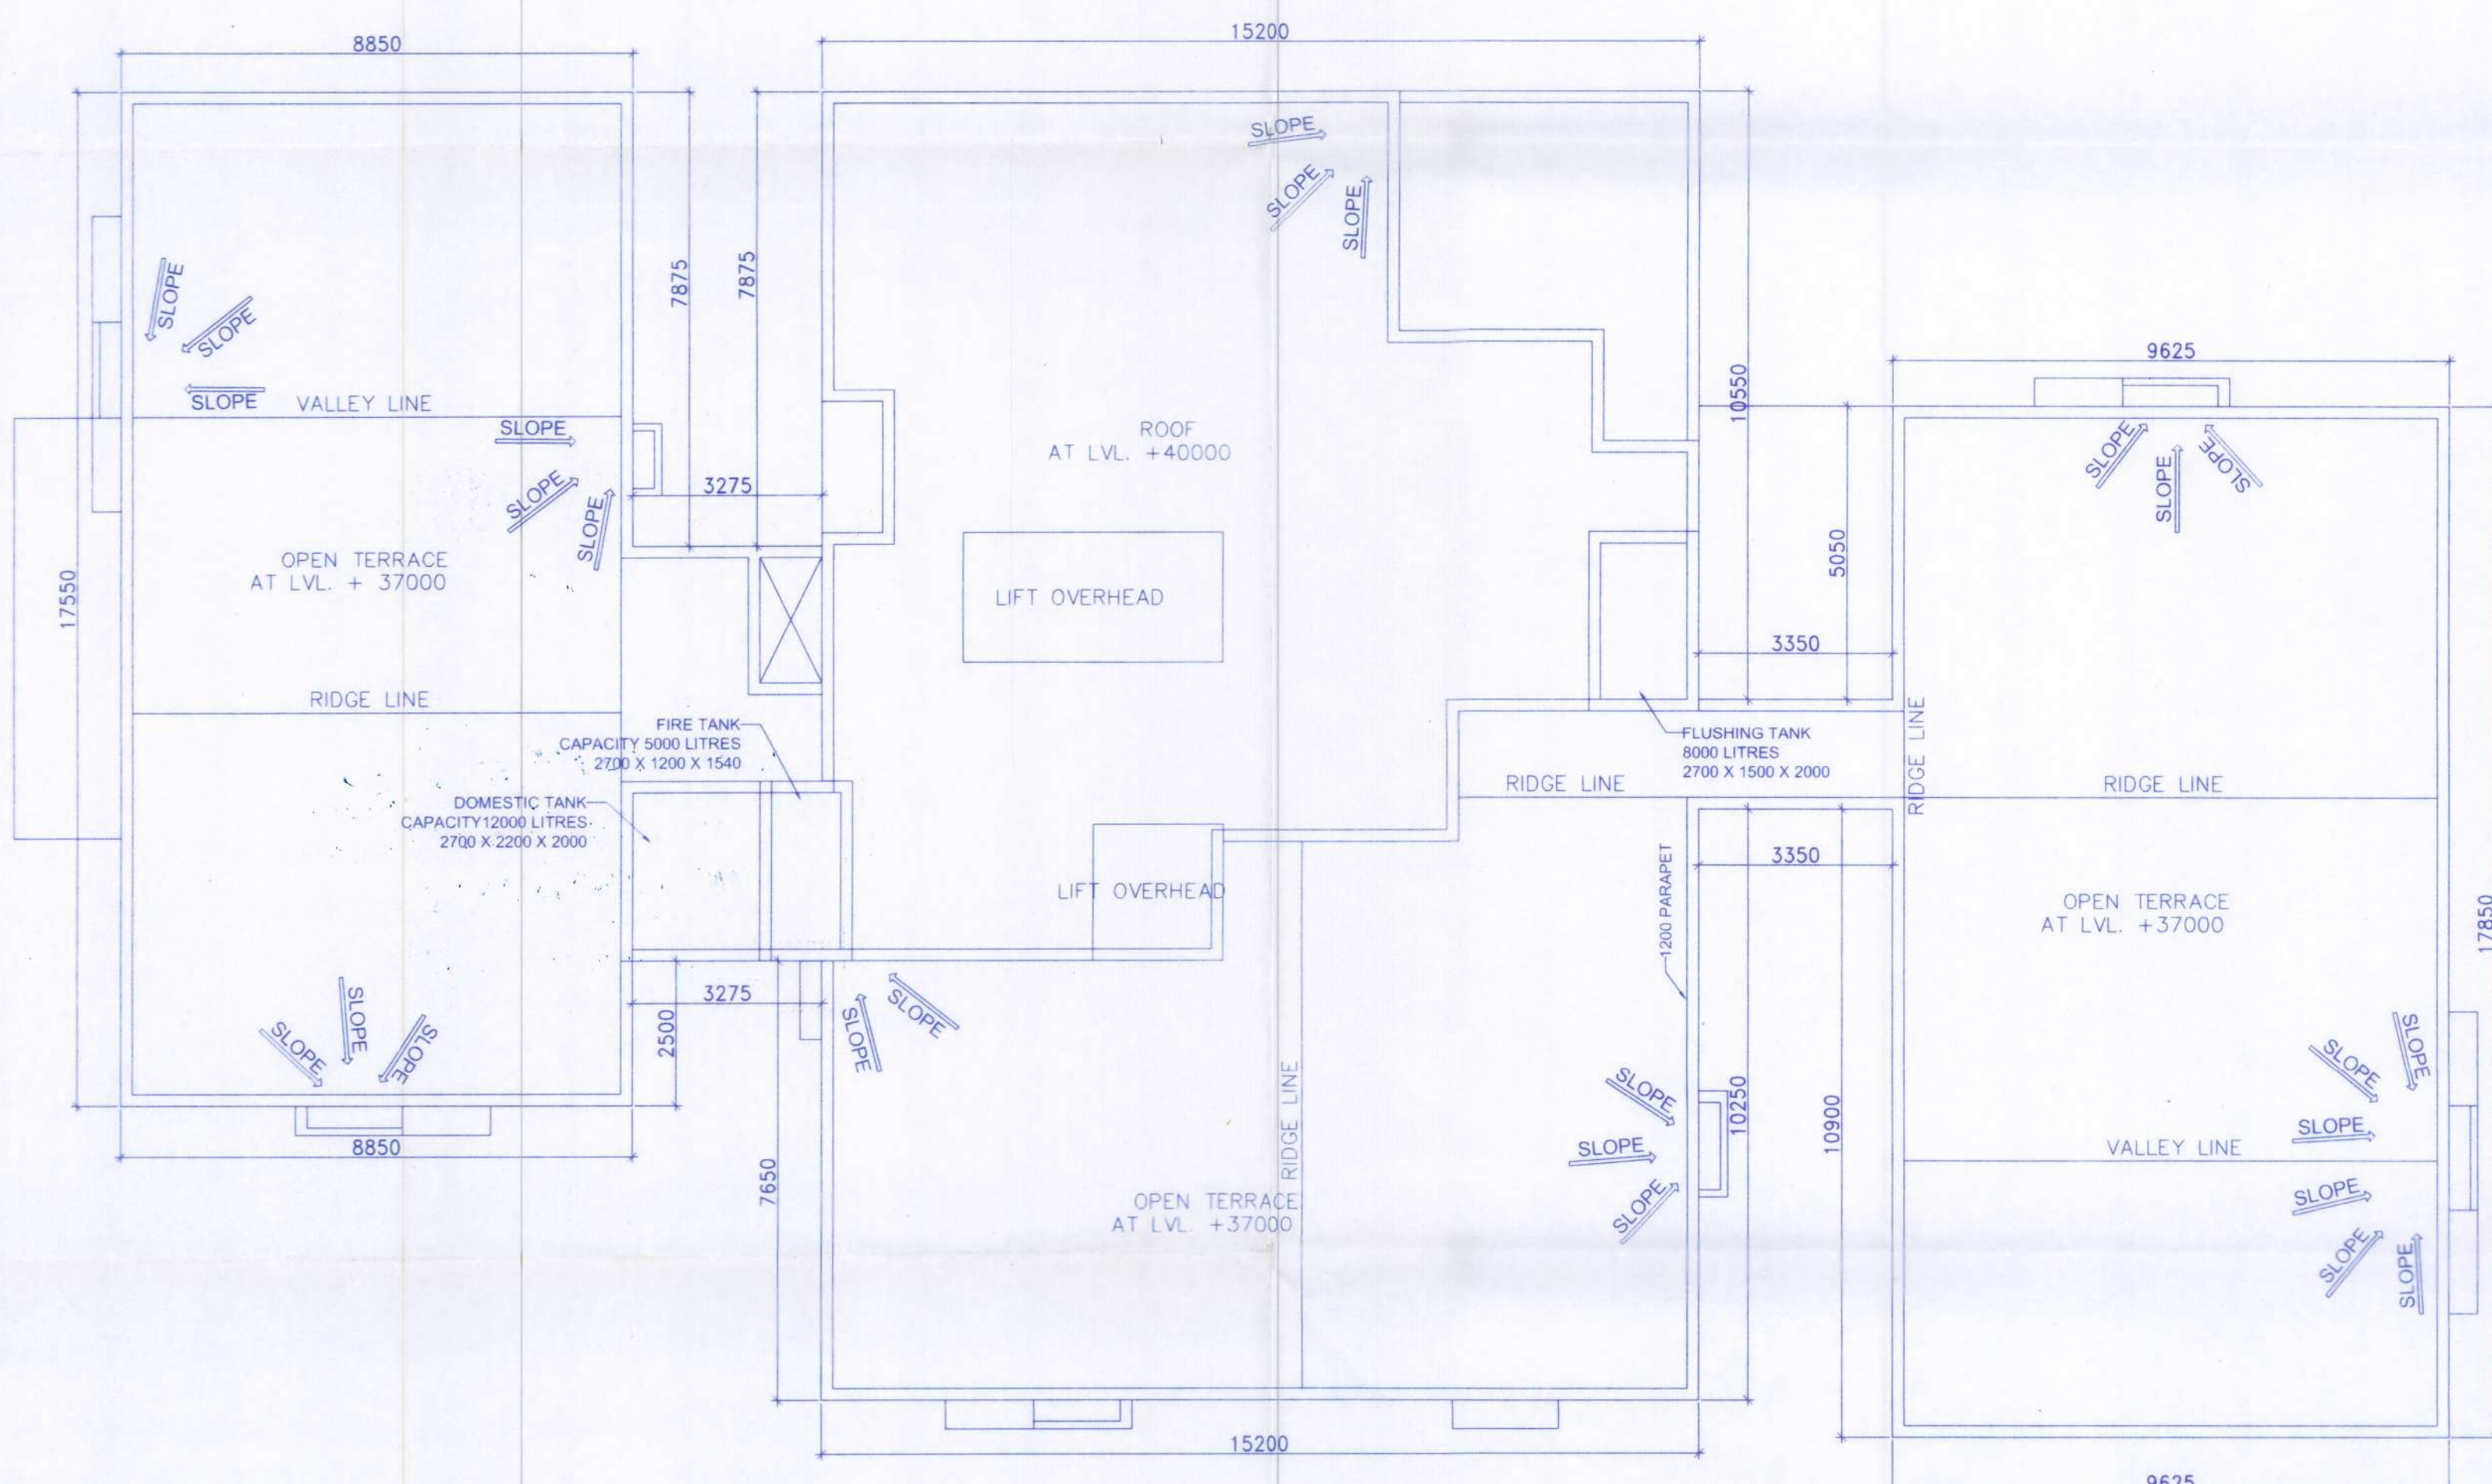 8850
15200
SLOPE
SLOPE
SLOPE
7875
7875
SLOPE
SLOPE
SLOPE
VALLEY LINE
SLOPE
SLOPE
SLOPE
3275
10550
9625
SLOPE
SLOPE
SLOPE
ROOF
AT LVL. +40000
OPEN TERRACE
AT LVL. + 37000
17550
LIFT OVERHEAD
5050
3350
RIDGE LINE
FIRE TANK
CAPACITY 5000 LITRES
2700 X 1200 X 1540
DOMESTIC TANK
CAPACITY12000 LITRES
2700 X 2200 X 2000
FLUSHING TANK
8000 LITRES
2700 X 1500 X 2000
RIDGE LINE
RIDGE LINE
RIDGE LINE
LIFT OVERHEAD
1200 PARAPET
3350
OPEN TERRACE
AT LVL. +37000
17850
SLOPE
SLOPE
SLOPE
3275
2500
SLOPE
SLOPE
RIDGE LINE
SLOPE
SLOPE
SLOPE
10250
10900
SLOPE
SLOPE
SLOPE
VALLEY LINE
SLOPE
SLOPE
SLOPE
8850
7650
OPEN TERRACE
AT LVL. +37000
15200
9625